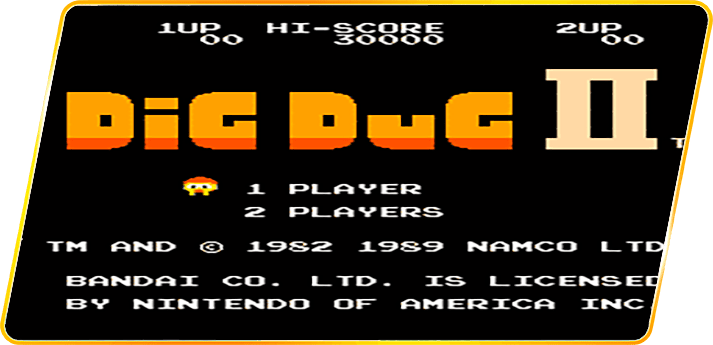 1UP HI-SCORE 2UP
00 30000 00
DiG DuG II
1 PLAYER
2 PLAYERS
TM AND © 1982 1989 NAMCO LTD
BANDAI CO. LTD. IS LICENSED
BY NINTENDO OF AMERICA INC